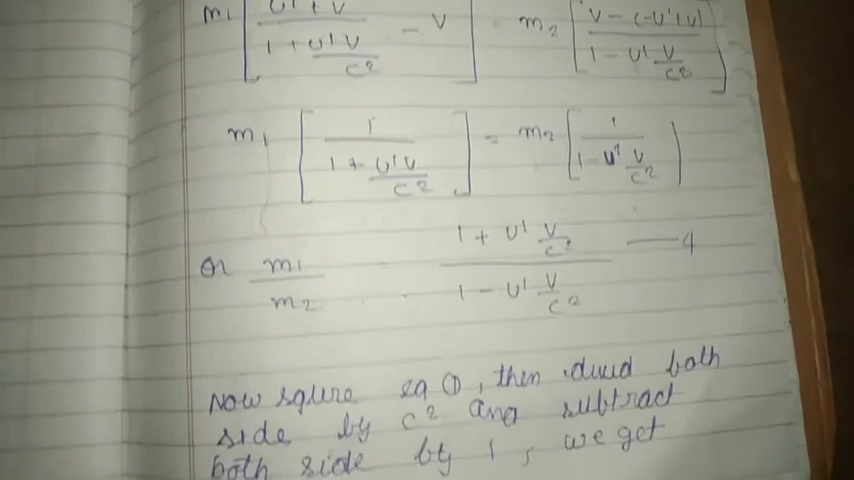 m₁ [ (u' + v) / (1 + u'v/c²) - v ] = m₂ [ v - (-u' + v) / (1 - u' v/c²) ]
m₁ [ 1 / (1 + u'v/c²) ] = m₂ [ 1 / (1 - u' v/c²) ]
or m₁/m₂ - (1 + u' v/c²) / (1 - u' v/c²) —— 4
Now squre eq ①, then divid both
side by c² and subtract
both side by 1, we get